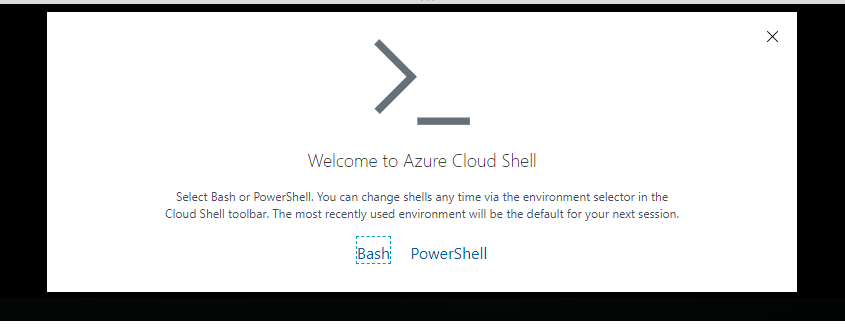 Welcome to Azure Cloud Shell
Select Bash or PowerShell. You can change shells any time via the environment selector in the
Cloud Shell toolbar. The most recently used environment will be the default for your next session.
Bash PowerShell